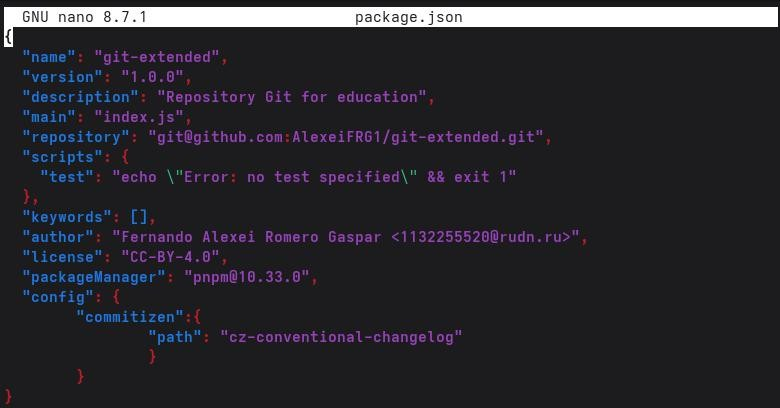 GNU nano 8.7.1 package.json
{
  "name": "git-extended",
  "version": "1.0.0",
  "description": "Repository Git for education",
  "main": "index.js",
  "repository": "git@github.com:AlexeiFRG1/git-extended.git",
  "scripts": {
    "test": "echo \"Error: no test specified\" && exit 1"
  },
  "keywords": [],
  "author": "Fernando Alexei Romero Gaspar <1132255520@rudn.ru>",
  "license": "CC-BY-4.0",
  "packageManager": "pnpm@10.33.0",
  "config": {
        "commitizen":{
                "path": "cz-conventional-changelog"
                }
        }
}